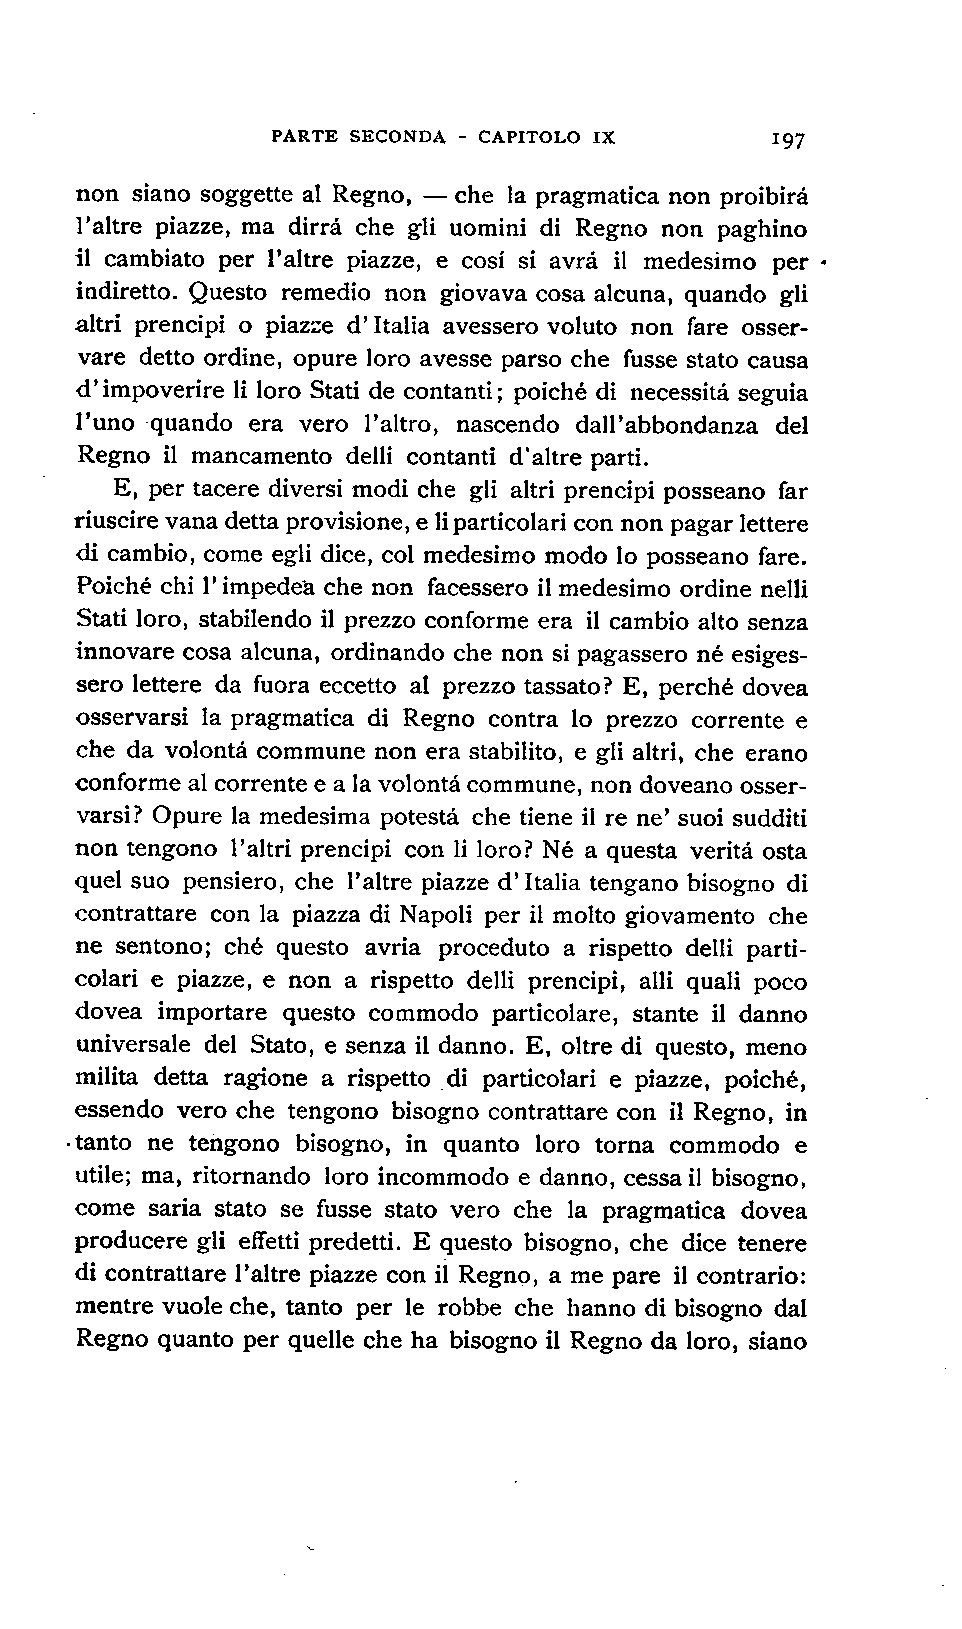 PARTE SECONDA - CAPITOLO IX 197
non siano soggette al Regno, — che la pragmatica non proibirá
l'altre piazze, ma dirrá che gli uomini di Regno non paghino
il cambiato per l'altre piazze, e cosí si avrá il medesimo per
indiretto. Questo remedio non giovava cosa alcuna, quando gli
altri prencipi o piazze d'Italia avessero voluto non fare osser-
vare detto ordine, opure loro avesse parso che fusse stato causa
d'impoverire li loro Stati de contanti; poiché di necessitá seguia
l'uno quando era vero l'altro, nascendo dall'abbondanza del
Regno il mancamento delli contanti d'altre parti.
E, per tacere diversi modi che gli altri prencipi posseano far
riuscire vana detta provisione, e li particolari con non pagar lettere
di cambio, come egli dice, col medesimo modo lo posseano fare.
Poiché chi l'impedea che non facessero il medesimo ordine nelli
Stati loro, stabilendo il prezzo conforme era il cambio alto senza
innovare cosa alcuna, ordinando che non si pagassero né esiges-
sero lettere da fuora eccetto al prezzo tassato? E, perché dovea
osservarsi la pragmatica di Regno contra lo prezzo corrente e
che da volontá commune non era stabilito, e gli altri, che erano
conforme al corrente e a la volontá commune, non doveano osser-
varsi? Opure la medesima potestá che tiene il re ne' suoi sudditi
non tengono l'altri prencipi con li loro? Né a questa veritá osta
quel suo pensiero, che l'altre piazze d'Italia tengano bisogno di
contrattare con la piazza di Napoli per il molto giovamento che
ne sentono; ché questo avria proceduto a rispetto delli parti-
colari e piazze, e non a rispetto delli prencipi, alli quali poco
dovea importare questo commodo particolare, stante il danno
universale del Stato, e senza il danno. E, oltre di questo, meno
milita detta ragione a rispetto di particolari e piazze, poiché,
essendo vero che tengono bisogno contrattare con il Regno, in
tanto ne tengono bisogno, in quanto loro torna commodo e
utile; ma, ritornando loro incommodo e danno, cessa il bisogno,
come saria stato se fusse stato vero che la pragmatica dovea
producere gli effetti predetti. E questo bisogno, che dice tenere
di contrattare l'altre piazze con il Regno, a me pare il contrario:
mentre vuole che, tanto per le robbe che hanno di bisogno dal
Regno quanto per quelle che ha bisogno il Regno da loro, siano